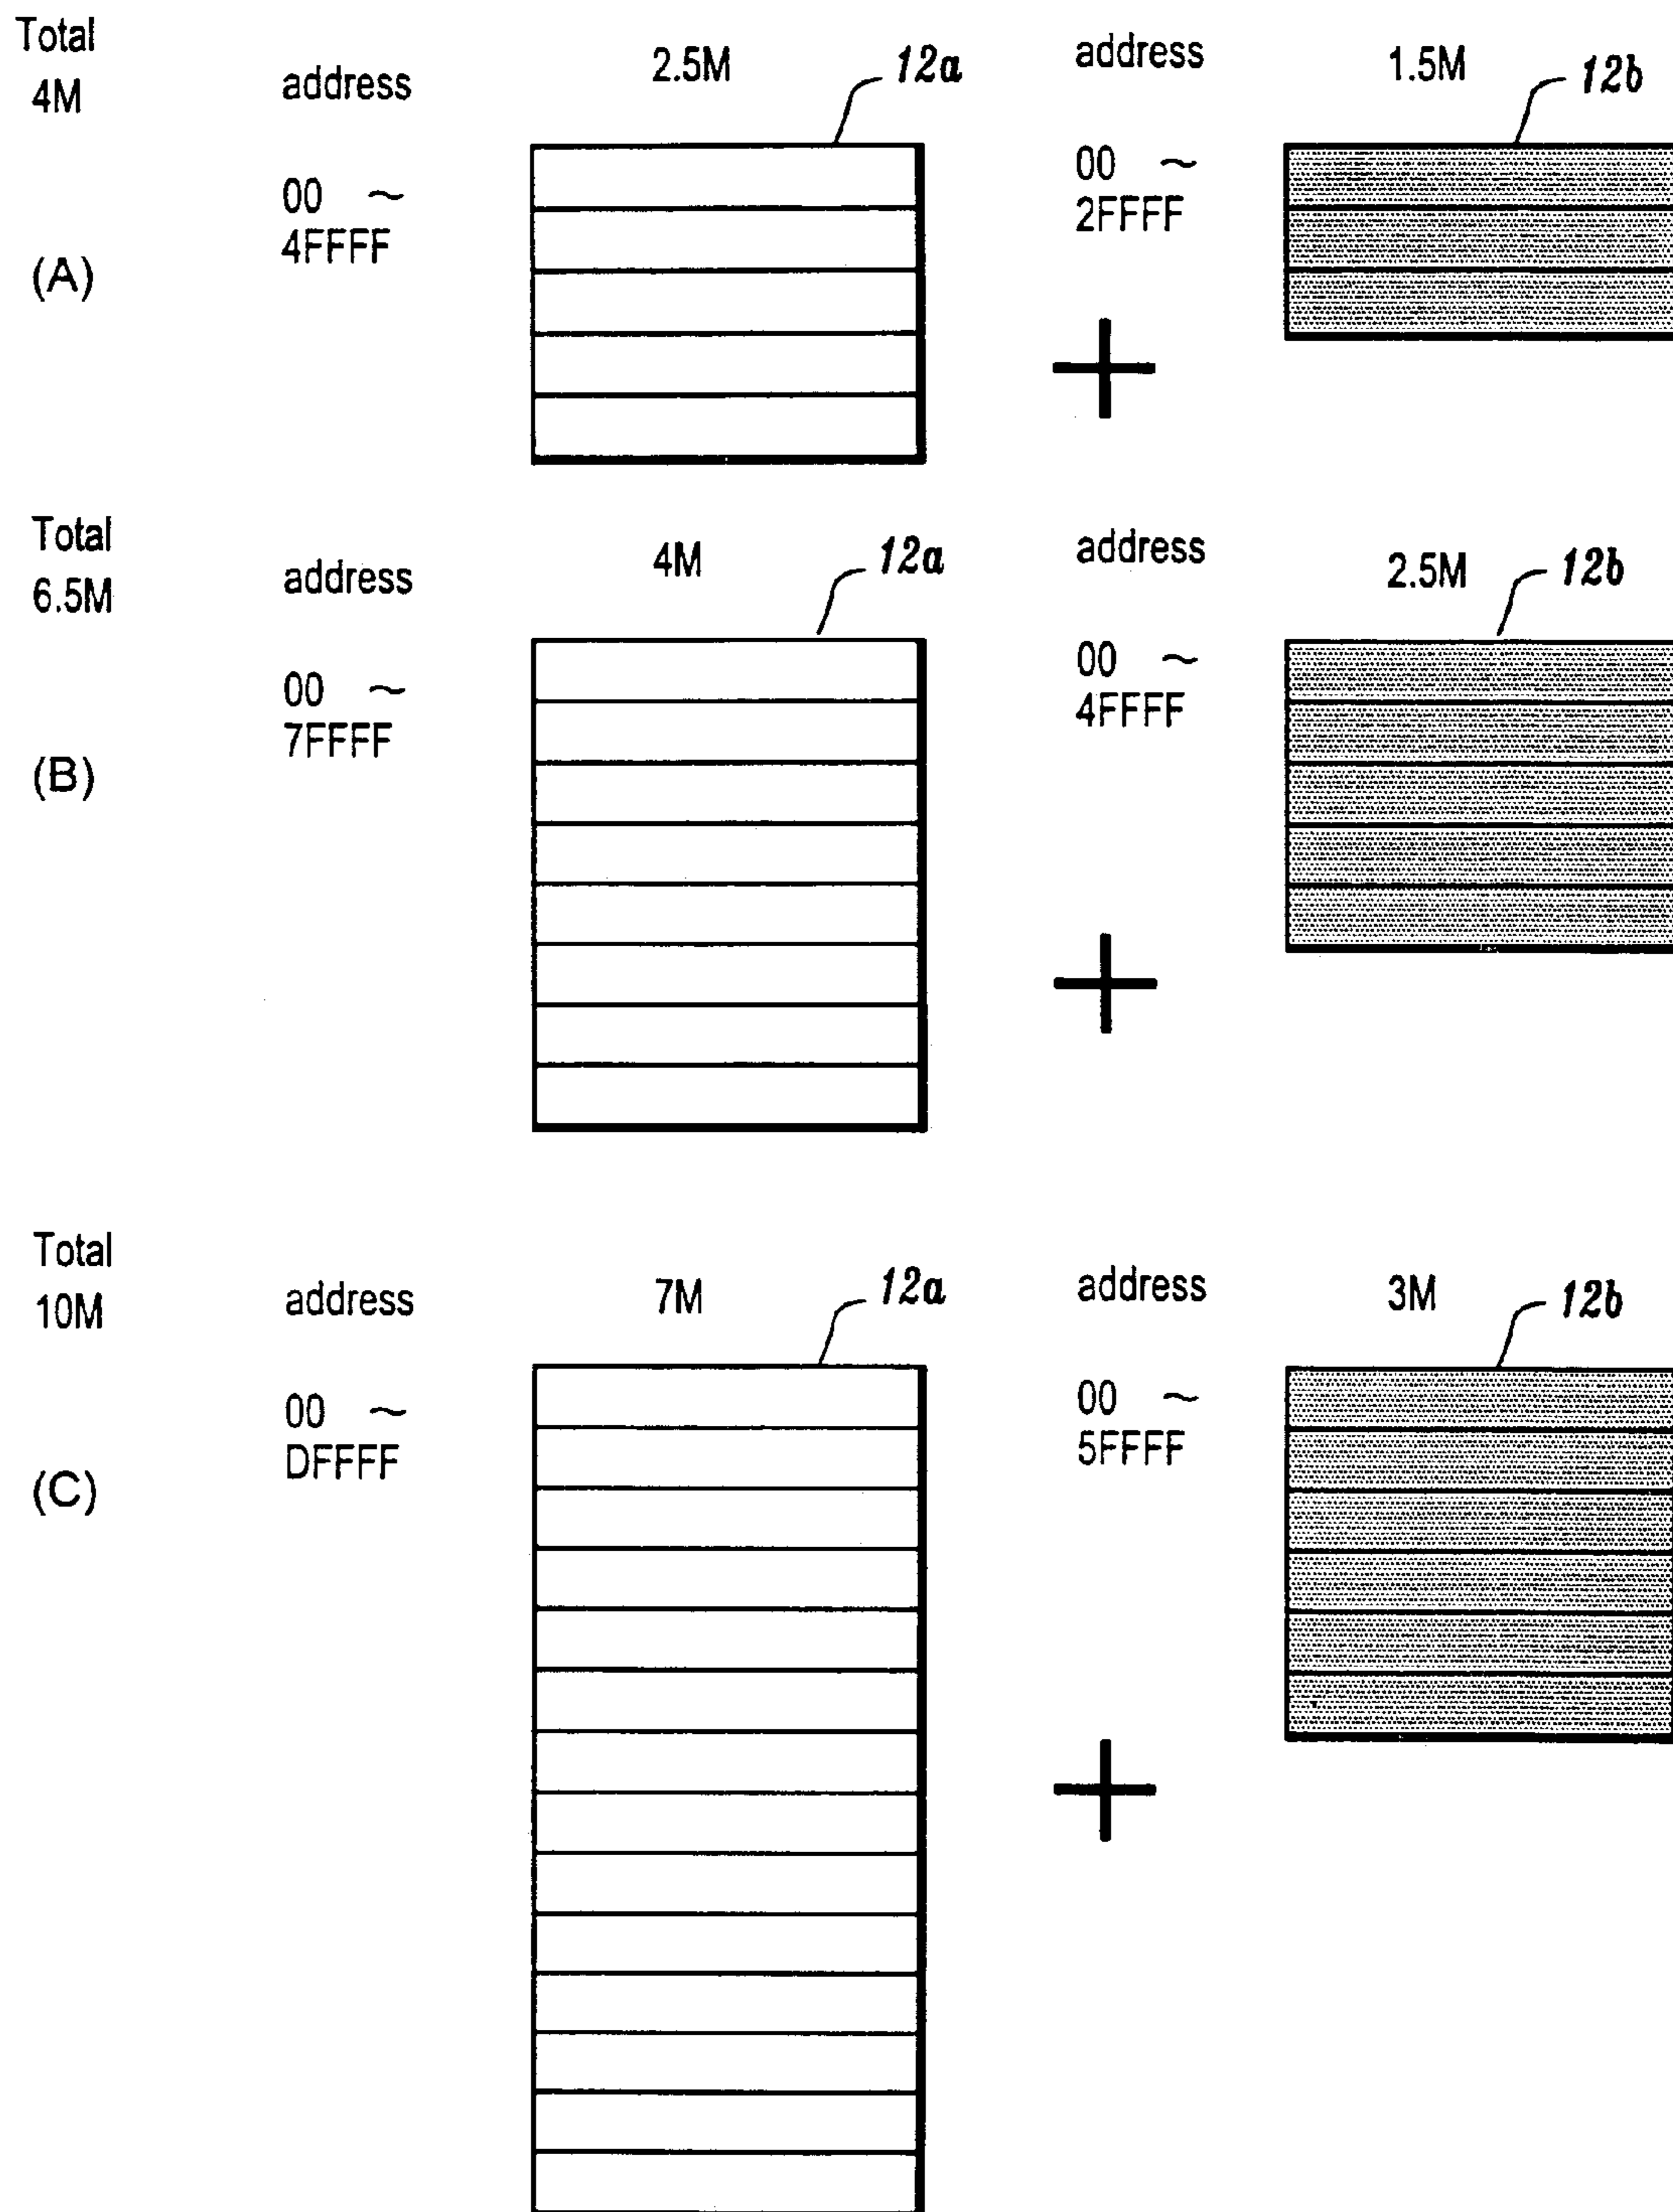 Total
4M
address
2.5M
12a
address
1.5M
12b
00 ~
4FFFF
00 ~
2FFFF
(A)
+
Total
6.5M
address
4M
12a
address
2.5M
12b
00 ~
7FFFF
00 ~
4FFFF
(B)
+
Total
10M
address
7M
12a
address
3M
12b
00 ~
DFFFF
00 ~
5FFFF
(C)
+